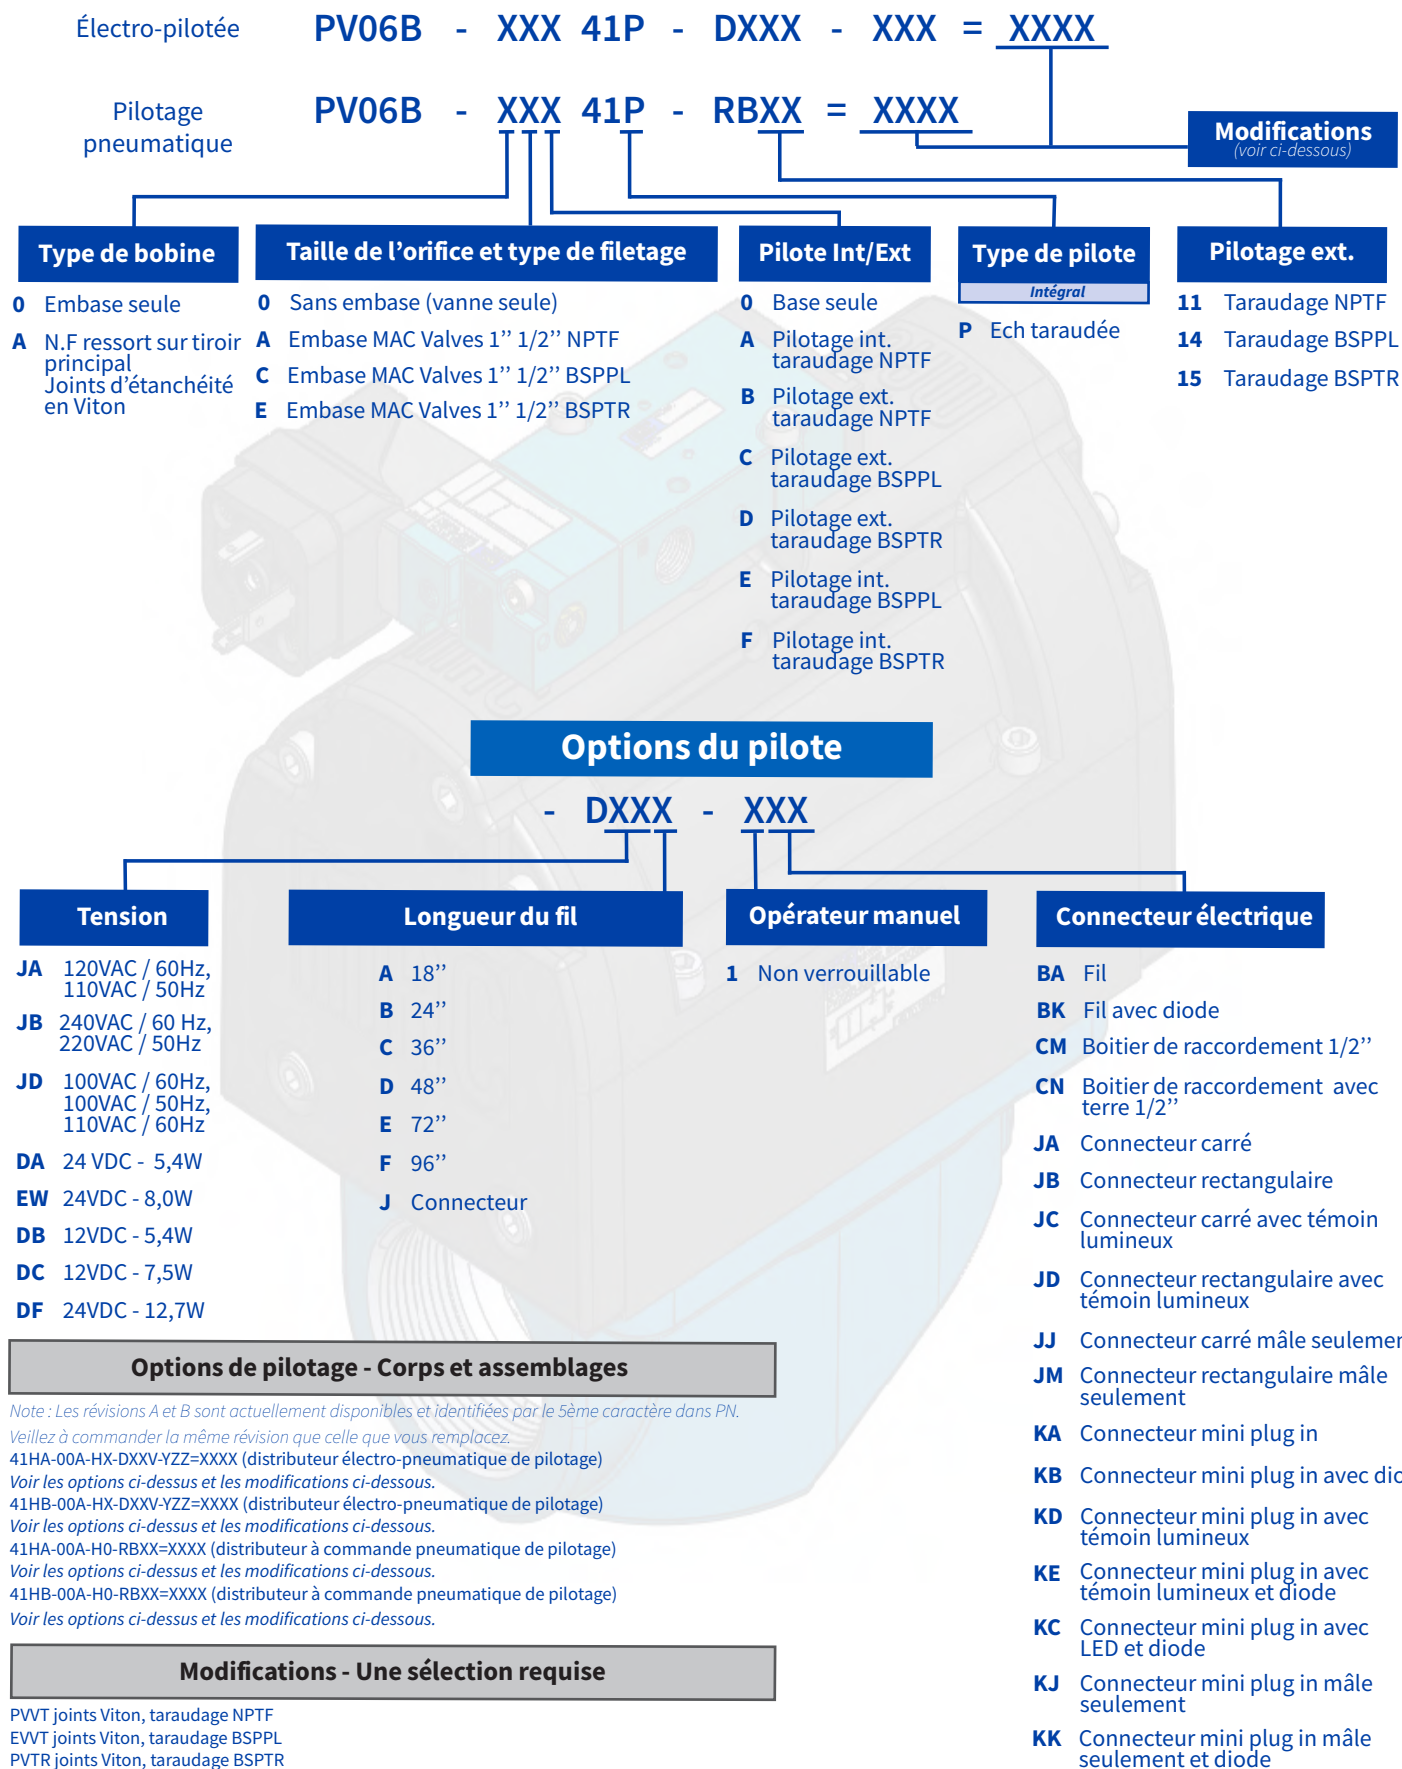 Électro-pilotée PV06B - XXX 41P - DXXX - XXX = XXXX
Pilotage
pneumatique
PV06B - XXX 41P - RBXX = XXXX
Modifications
(voir ci-dessous)
Type de bobine
0 Embase seule
A N.F ressort sur tiroir
principal
Joints d’étanchéité
en Viton
Taille de l’orifice et type de filetage
0 Sans embase (vanne seule)
A Embase MAC Valves 1’’ 1/2’’ NPTF
C Embase MAC Valves 1’’ 1/2’’ BSPPL
E Embase MAC Valves 1’’ 1/2’’ BSPTR
Pilote Int/Ext
0 Base seule
A Pilotage int.
taraudage NPTF
B Pilotage ext.
taraudage NPTF
C Pilotage ext.
taraudage BSPPL
D Pilotage ext.
taraudage BSPTR
E Pilotage int.
taraudage BSPPL
F Pilotage int.
taraudage BSPTR
Type de pilote
Intégral
P Ech taraudée
Pilotage ext.
11 Taraudage NPTF
14 Taraudage BSPPL
15 Taraudage BSPTR
Options du pilote
- DXXX - XXX
Tension
JA 120VAC / 60Hz,
110VAC / 50Hz
JB 240VAC / 60 Hz,
220VAC / 50Hz
JD 100VAC / 60Hz,
100VAC / 50Hz,
110VAC / 60Hz
DA 24 VDC - 5,4W
EW 24VDC - 8,0W
DB 12VDC - 5,4W
DC 12VDC - 7,5W
DF 24VDC - 12,7W
Longueur du fil
A 18’’
B 24’’
C 36’’
D 48’’
E 72’’
F 96’’
J Connecteur
Opérateur manuel
1 Non verrouillable
Connecteur électrique
BA Fil
BK Fil avec diode
CM Boitier de raccordement 1/2’’
CN Boitier de raccordement avec
terre 1/2’’
JA Connecteur carré
JB Connecteur rectangulaire
JC Connecteur carré avec témoin
lumineux
JD Connecteur rectangulaire avec
témoin lumineux
JJ Connecteur carré mâle seulemen
JM Connecteur rectangulaire mâle
seulement
KA Connecteur mini plug in
KB Connecteur mini plug in avec dio
KD Connecteur mini plug in avec
témoin lumineux
KE Connecteur mini plug in avec
témoin lumineux et diode
KC Connecteur mini plug in avec
LED et diode
KJ Connecteur mini plug in mâle
seulement
KK Connecteur mini plug in mâle
seulement et diode
Options de pilotage - Corps et assemblages
Note : Les révisions A et B sont actuellement disponibles et identifiées par le 5ème caractère dans PN.
Veillez à commander la même révision que celle que vous remplacez.
41HA-00A-HX-DXXV-YZZ=XXXX (distributeur électro-pneumatique de pilotage)
Voir les options ci-dessus et les modifications ci-dessous.
41HB-00A-HX-DXXV-YZZ=XXXX (distributeur électro-pneumatique de pilotage)
Voir les options ci-dessus et les modifications ci-dessous.
41HA-00A-H0-RBXX=XXXX (distributeur à commande pneumatique de pilotage)
Voir les options ci-dessus et les modifications ci-dessous.
41HB-00A-H0-RBXX=XXXX (distributeur à commande pneumatique de pilotage)
Voir les options ci-dessus et les modifications ci-dessous.
Modifications - Une sélection requise
PVVT joints Viton, taraudage NPTF
EVVT joints Viton, taraudage BSPPL
PVTR joints Viton, taraudage BSPTR